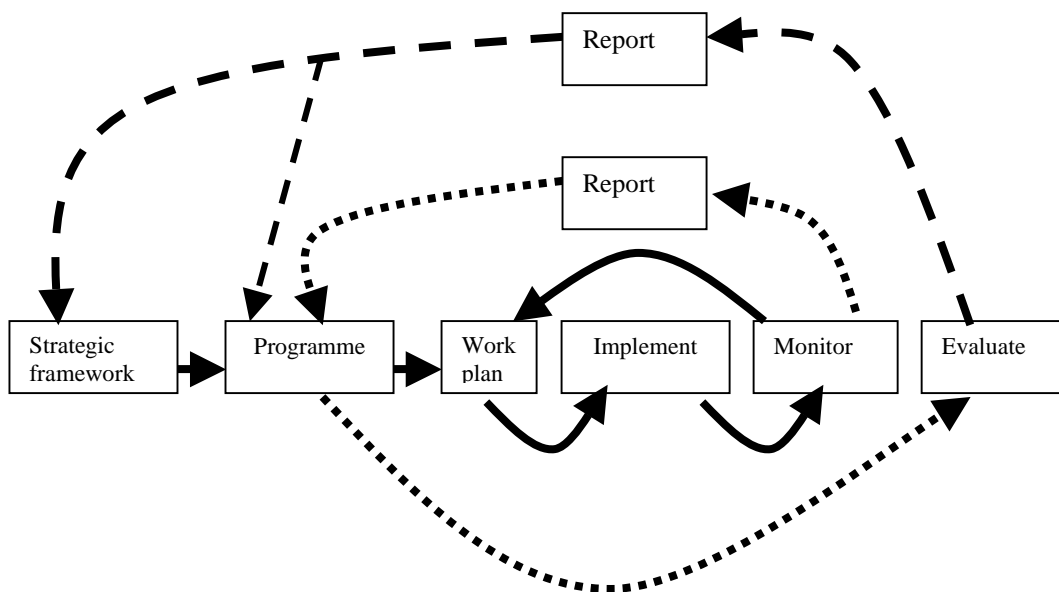 Report
Report
Strategic
framework
Programme
Work
plan
Implement
Monitor
Evaluate